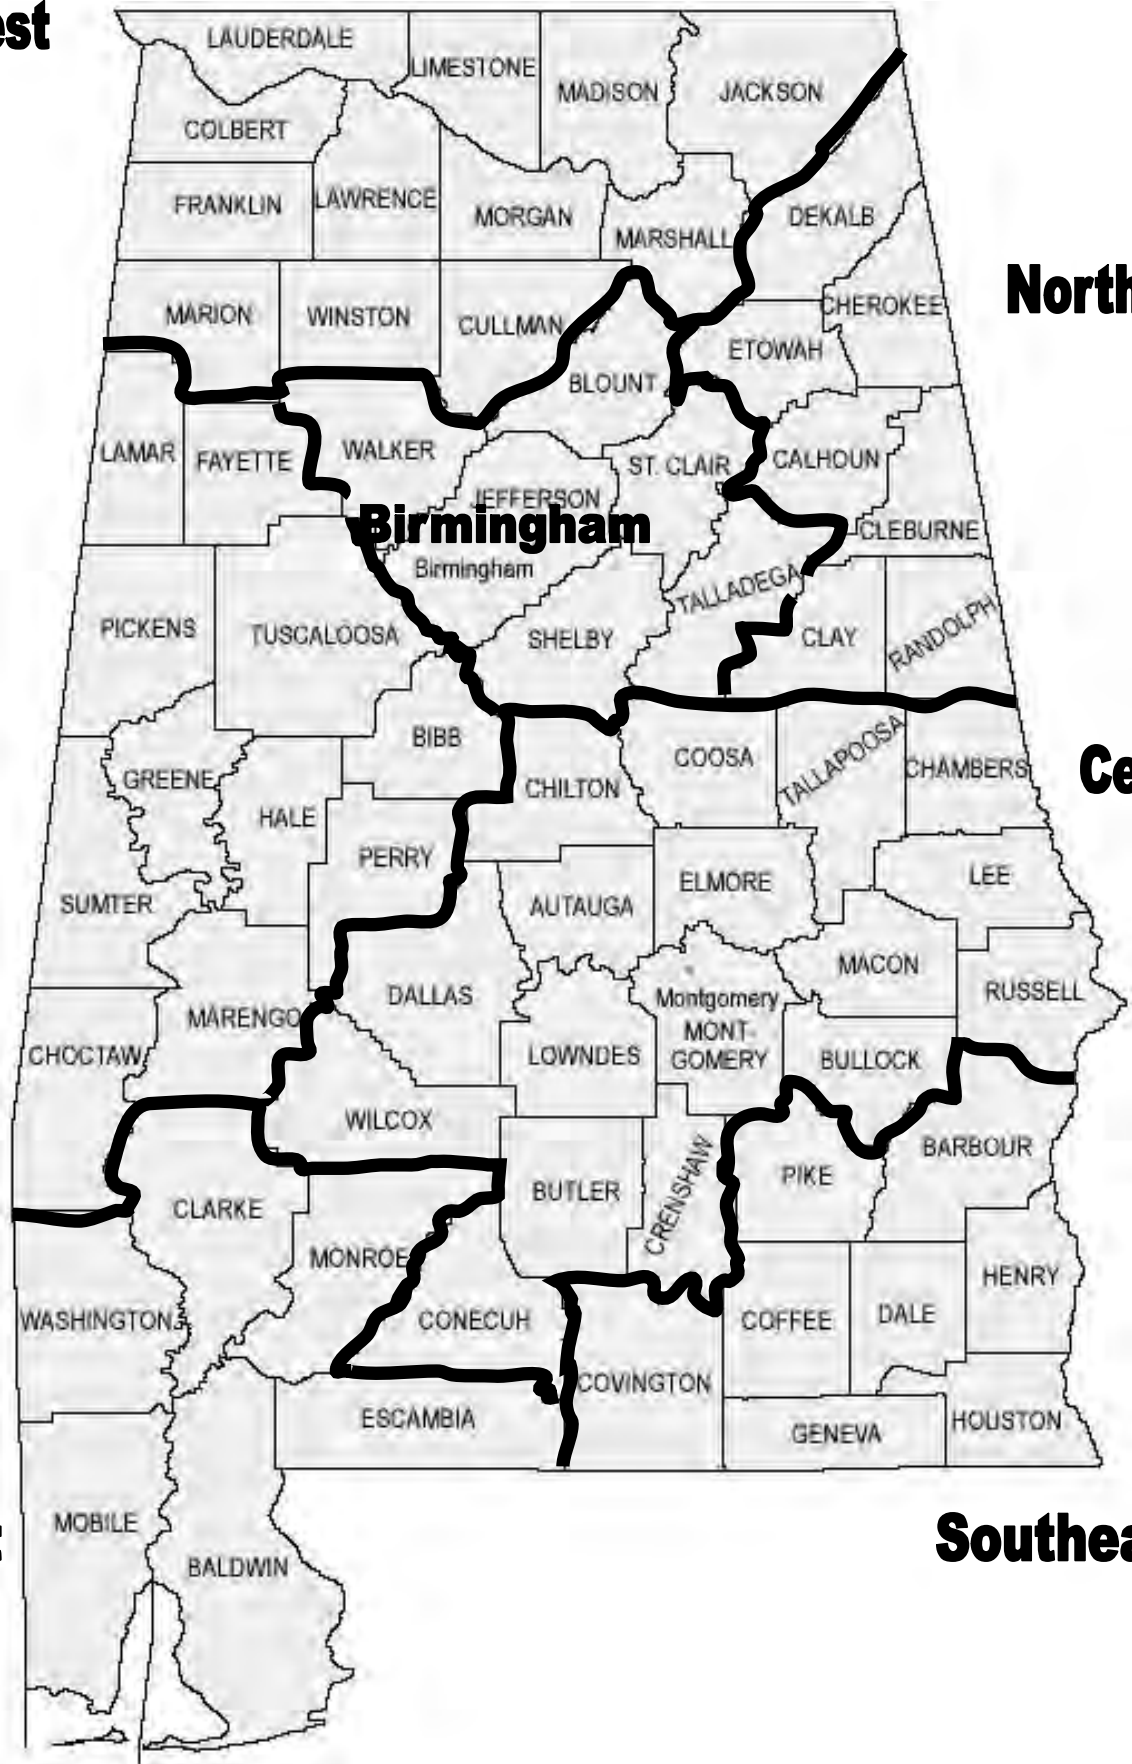 est
LAUDERDALE
LIMESTONE
MADISON
JACKSON
COLBERT
FRANKLIN
LAWRENCE
MORGAN
MARSHALL
DEKALB
North
CHEROKEE
MARION
WINSTON
CULLMAN
ETOWAH
BLOUNT
LAMAR
FAYETTE
WALKER
JEFFERSON
ST. CLAIR
CALHOUN
Birmingham
CLEBURNE
Birmingham
TALLADEGA
PICKENS
TUSCALOOSA
SHELBY
CLAY
RANDOLPH
BIBB
COOSA
TALLAPOOSA
CHAMBERS
Ce
GREENE
HALE
CHILTON
PERRY
ELMORE
LEE
SUMTER
AUTAUGA
MACON
DALLAS
Montgomery
RUSSELL
MARENGO
MONT-
GOMERY
CHOCTAW
LOWNDES
BULLOCK
WILCOX
BARBOUR
PIKE
BUTLER
CRENSHAW
CLARKE
MONROE
HENRY
WASHINGTON
CONECUH
COFFEE
DALE
COVINGTON
ESCAMBIA
GENEVA
HOUSTON
MOBILE
Southea
BALDWIN